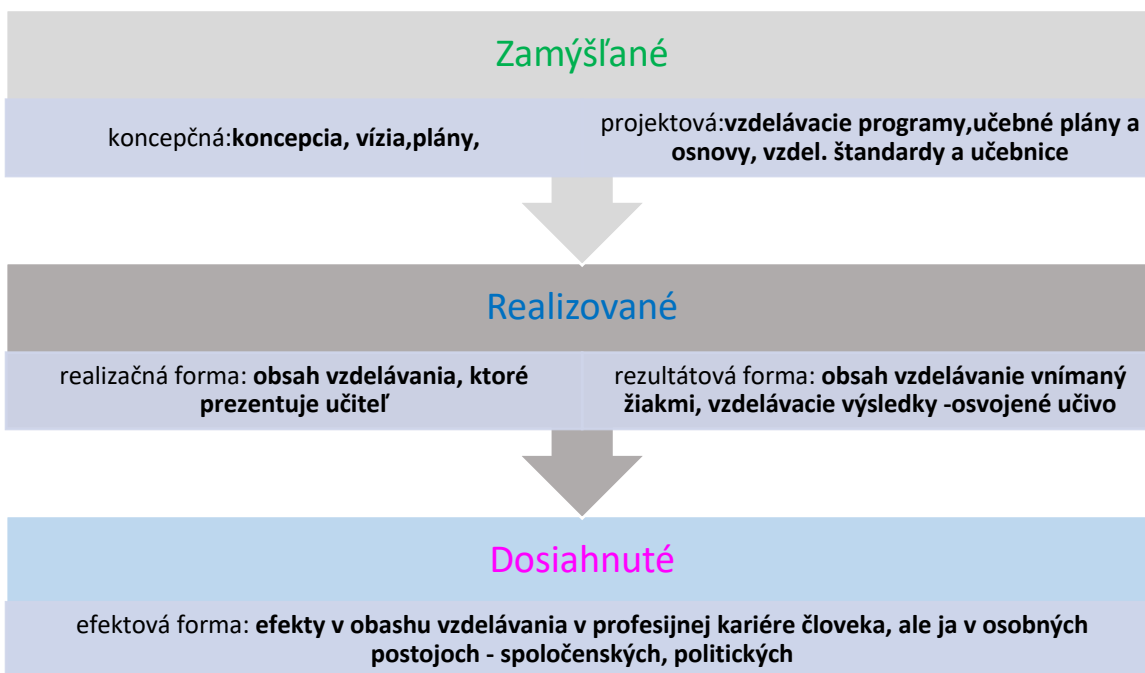 Zamýšľané
koncepčná:koncepcia, vízia,plány,
projektová:vzdelávacie programy,učebné plány a
osnovy, vzdel. štandardy a učebnice
Realizované
realizačná forma: obsah vzdelávania, ktoré
prezentuje učiteľ
rezultátová forma: obsah vzdelávanie vnímaný
žiakmi, vzdelávacie výsledky -osvojené učivo
Dosiahnuté
efektová forma: efekty v obashu vzdelávania v profesijnej kariére človeka, ale ja v osobných
postojoch - spoločenských, politických